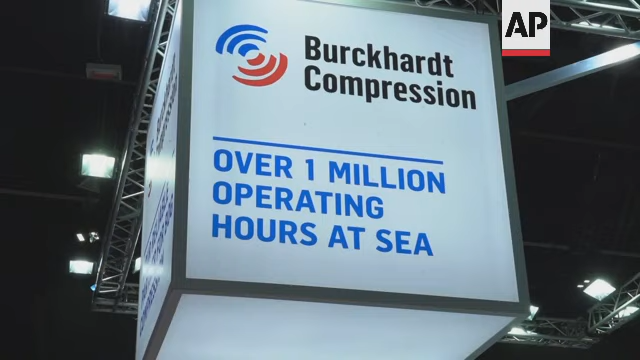 AP
Burckhardt
Compression
OVER 1 MILLION
OPERATING
HOURS AT SEA